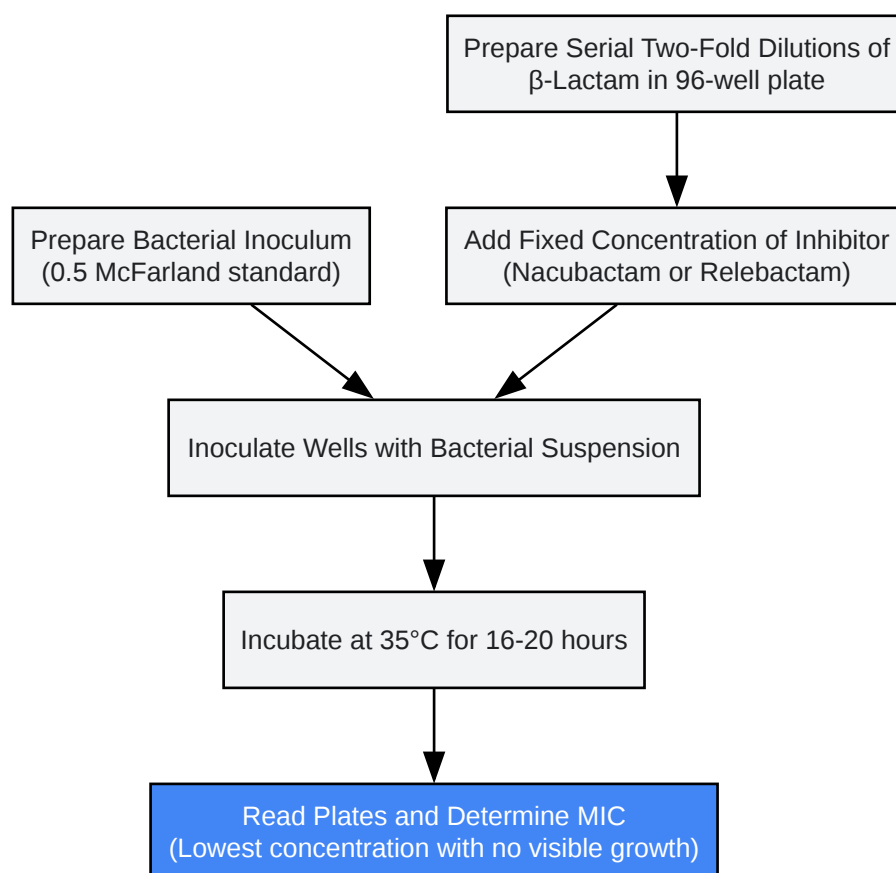 Prepare Serial Two-Fold Dilutions of
β-Lactam in 96-well plate
Prepare Bacterial Inoculum
(0.5 McFarland standard)
Add Fixed Concentration of Inhibitor
(Nacubactam or Relebactam)
Inoculate Wells with Bacterial Suspension
Incubate at 35°C for 16-20 hours
Read Plates and Determine MIC
(Lowest concentration with no visible growth)